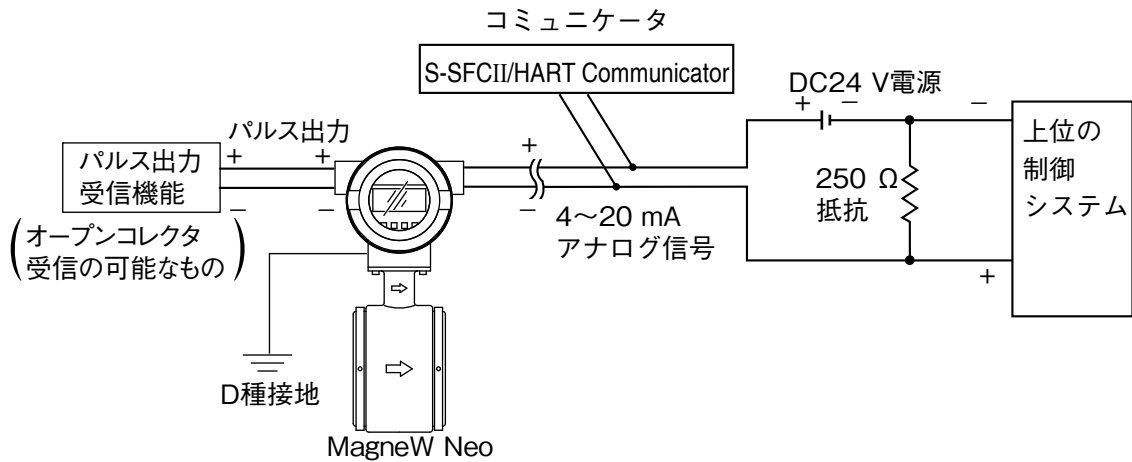 コミュニケータ
S-SFCII/HART Communicator
DC24 V電源
+ −
−
パルス出力
+ +
− −
パルス出力
受信機能
オープンコレクタ
受信の可能なもの
+
−
4〜20 mA
アナログ信号
250 Ω
抵抗
上位の
制御
システム
+
D種接地
MagneW Neo